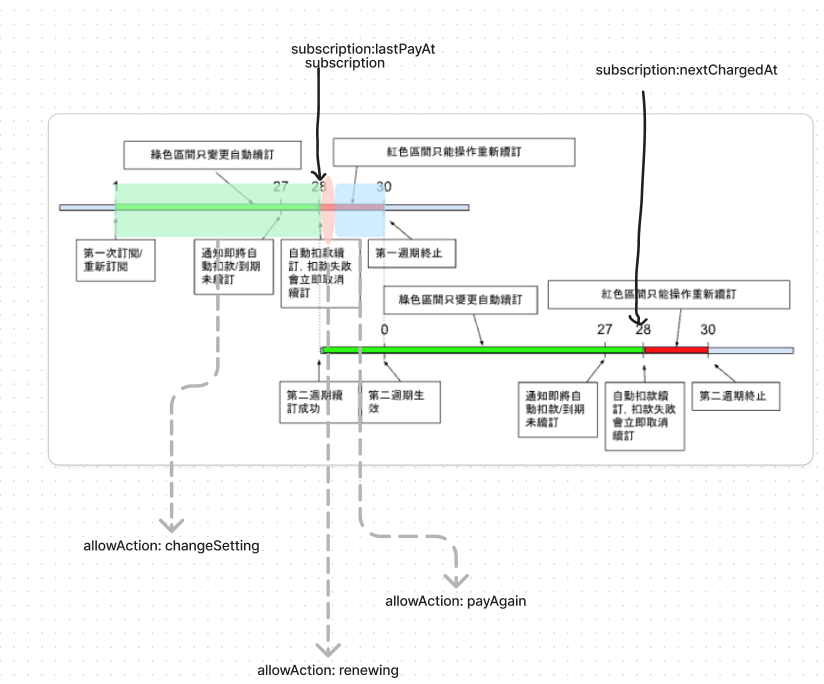 subscription:lastPayAt
subscription
subscription:nextChargedAt
綠色區間只變更自動續訂
紅色區間只能操作重新續訂
1
27
28
30
第一次訂閱/
重新訂閱
通知即將自
動扣款/到期
未續訂
自動扣款續
訂, 扣款失敗
會立即取消
續訂
第一週期終止
綠色區間只變更自動續訂
紅色區間只能操作重新續訂
0
27
28
30
第二週期續
訂成功
第二週期生
效
通知即將自
動扣款/到期
未續訂
自動扣款續
訂, 扣款失敗
會立即取消
續訂
第二週期終止
allowAction: changeSetting
allowAction: payAgain
allowAction: renewing